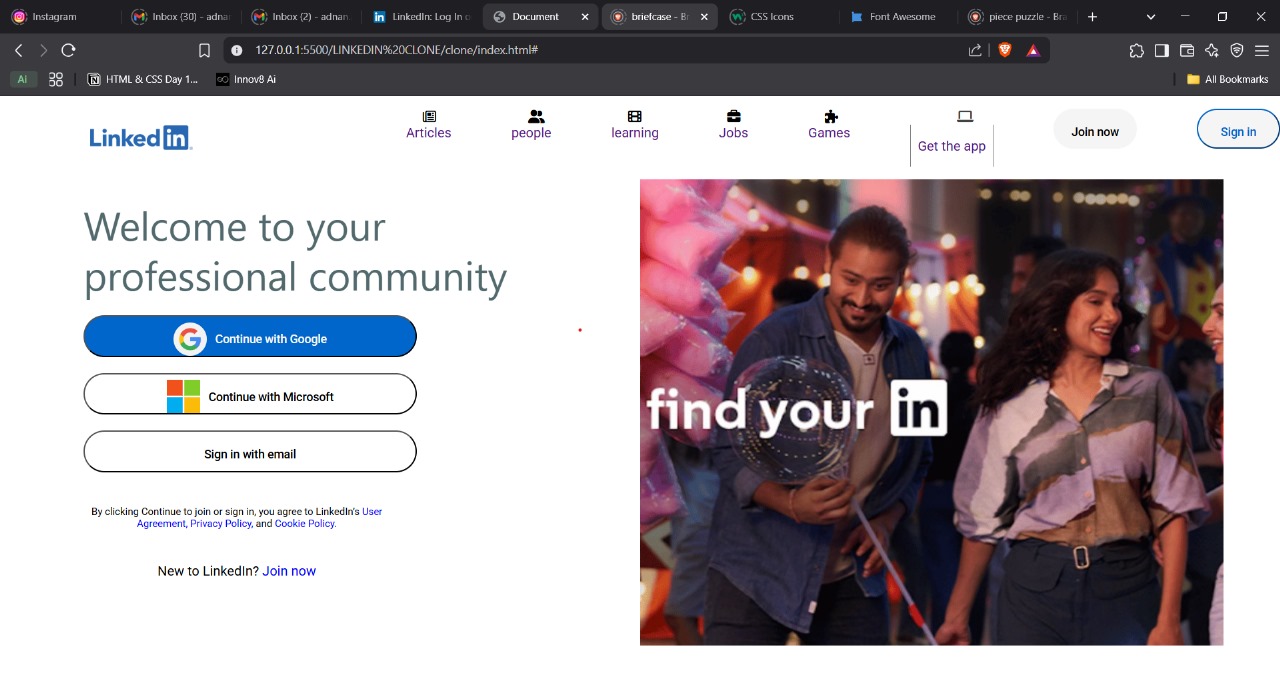 Instagram
Inbox (30) - adnan
Inbox (2) - adnan.
LinkedIn: Log In o
Document
briefcase - Br
CSS Icons
Font Awesome
piece puzzle - Bra
127.0.0.1:5500/LINKEDIN%20CLONE/clone/index.html#
AI
HTML & CSS Day 1...
Innov8 Ai
All Bookmarks
Linked in
Articles
people
learning
Jobs
Games
Get the app
Join now
Sign in
Welcome to your
professional community
Continue with Google
Continue with Microsoft
Sign in with email
By clicking Continue to join or sign in, you agree to LinkedIn’s User
Agreement, Privacy Policy, and Cookie Policy.
New to LinkedIn? Join now
find your in